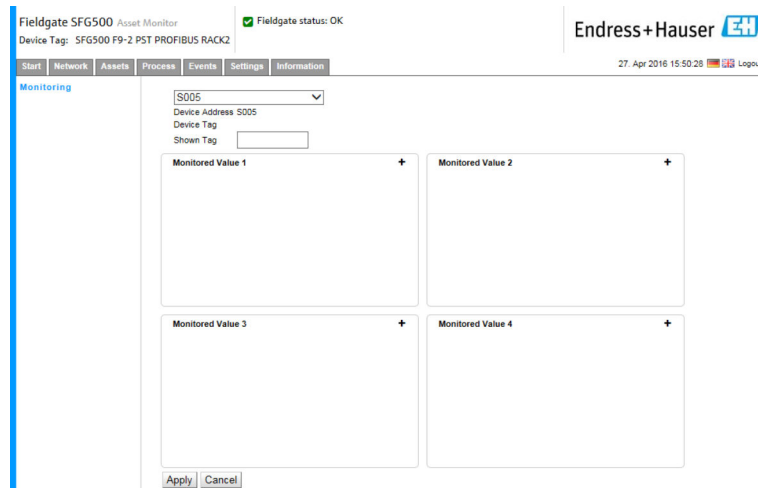 Fieldgate SFG500 Asset Monitor
Device Tag: SFG500 F9-2 PST PROFIBUS RACK2
Fieldgate status: OK
Endress+Hauser EH
Start Network Assets Process Events Settings Information
27. Apr 2016 15:50:28
Monitoring
S005
Device Address S005
Device Tag
Shown Tag
Monitored Value 1 +
Monitored Value 2 +
Monitored Value 3 +
Monitored Value 4 +
Apply Cancel